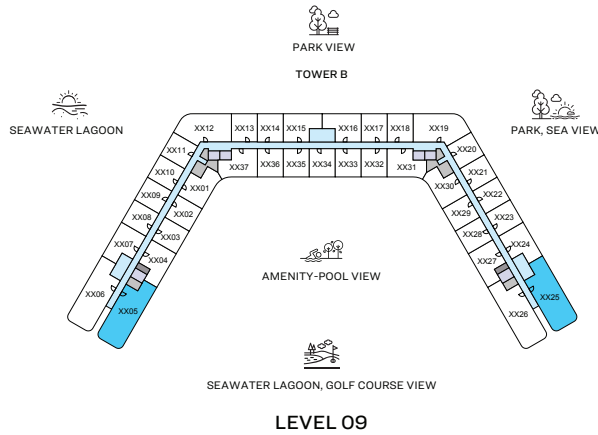 PARK VIEW
TOWER B
SEAWATER LAGOON
PARK, SEA VIEW
XX12
XX13
XX14
XX15
XX16
XX17
XX18
XX19
XX11
XX20
XX10
XX01
XX37
XX36
XX35
XX34
XX33
XX32
XX31
XX30
XX21
XX09
XX02
XX29
XX22
XX08
XX03
XX28
XX23
XX07
XX04
XX27
XX24
XX06
XX05
XX26
XX25
AMENITY-POOL VIEW
SEAWATER LAGOON, GOLF COURSE VIEW
LEVEL 09